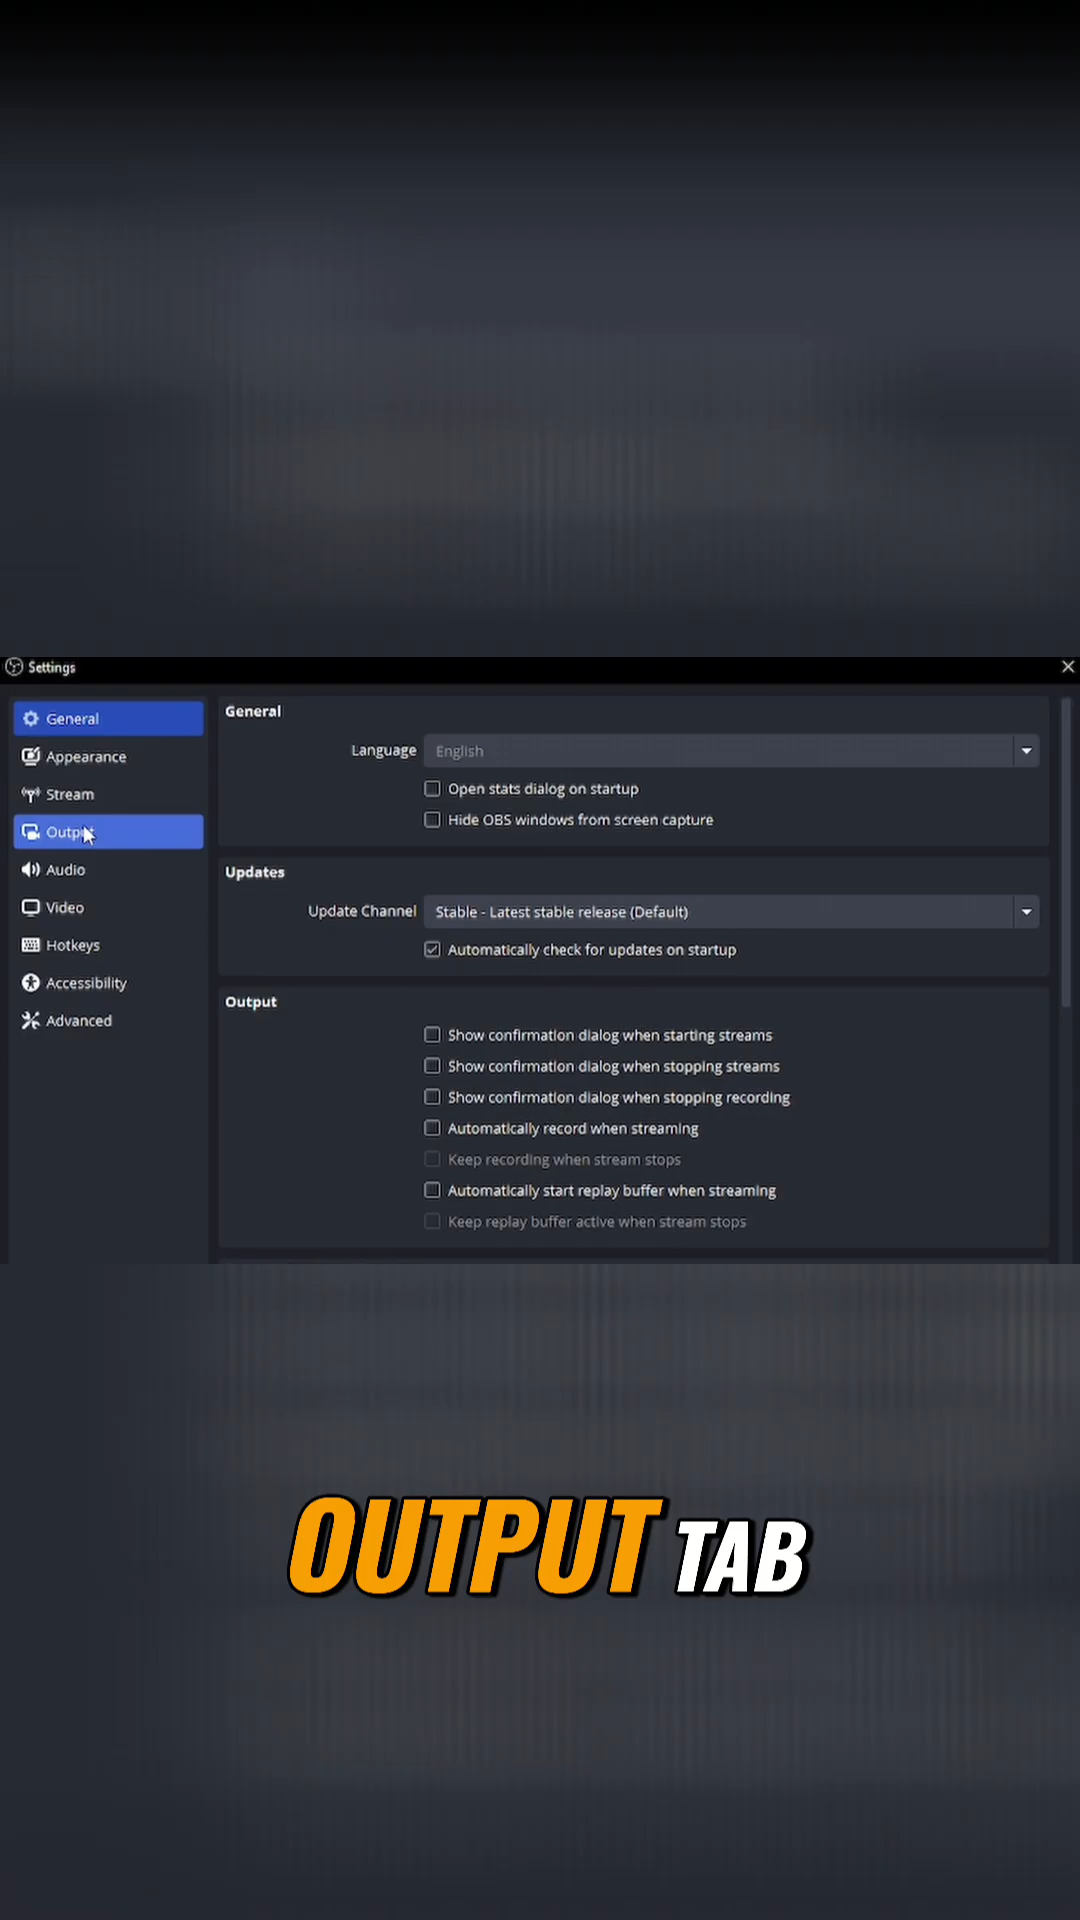 Settings
General
Appearance
Stream
Output
Audio
Video
Hotkeys
Accessibility
Advanced
General
Language English
Open stats dialog on startup
Hide OBS windows from screen capture
Updates
Update Channel Stable - Latest stable release (Default)
Automatically check for updates on startup
Output
Show confirmation dialog when starting streams
Show confirmation dialog when stopping streams
Show confirmation dialog when stopping recording
Automatically record when streaming
Keep recording when stream stops
Automatically start replay buffer when streaming
Keep replay buffer active when stream stops
OUTPUT TAB